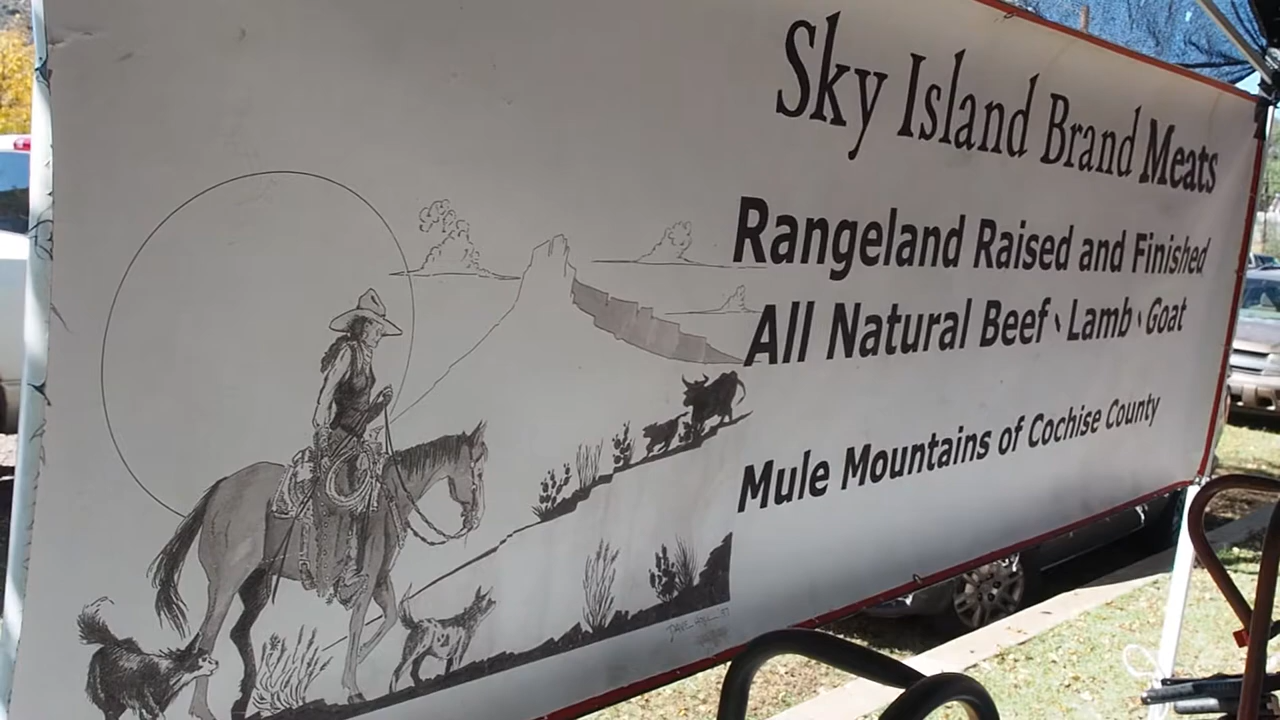 Sky Island Brand Meats
Rangeland Raised and Finished
All Natural Beef · Lamb · Goat
Mule Mountains of Cochise County